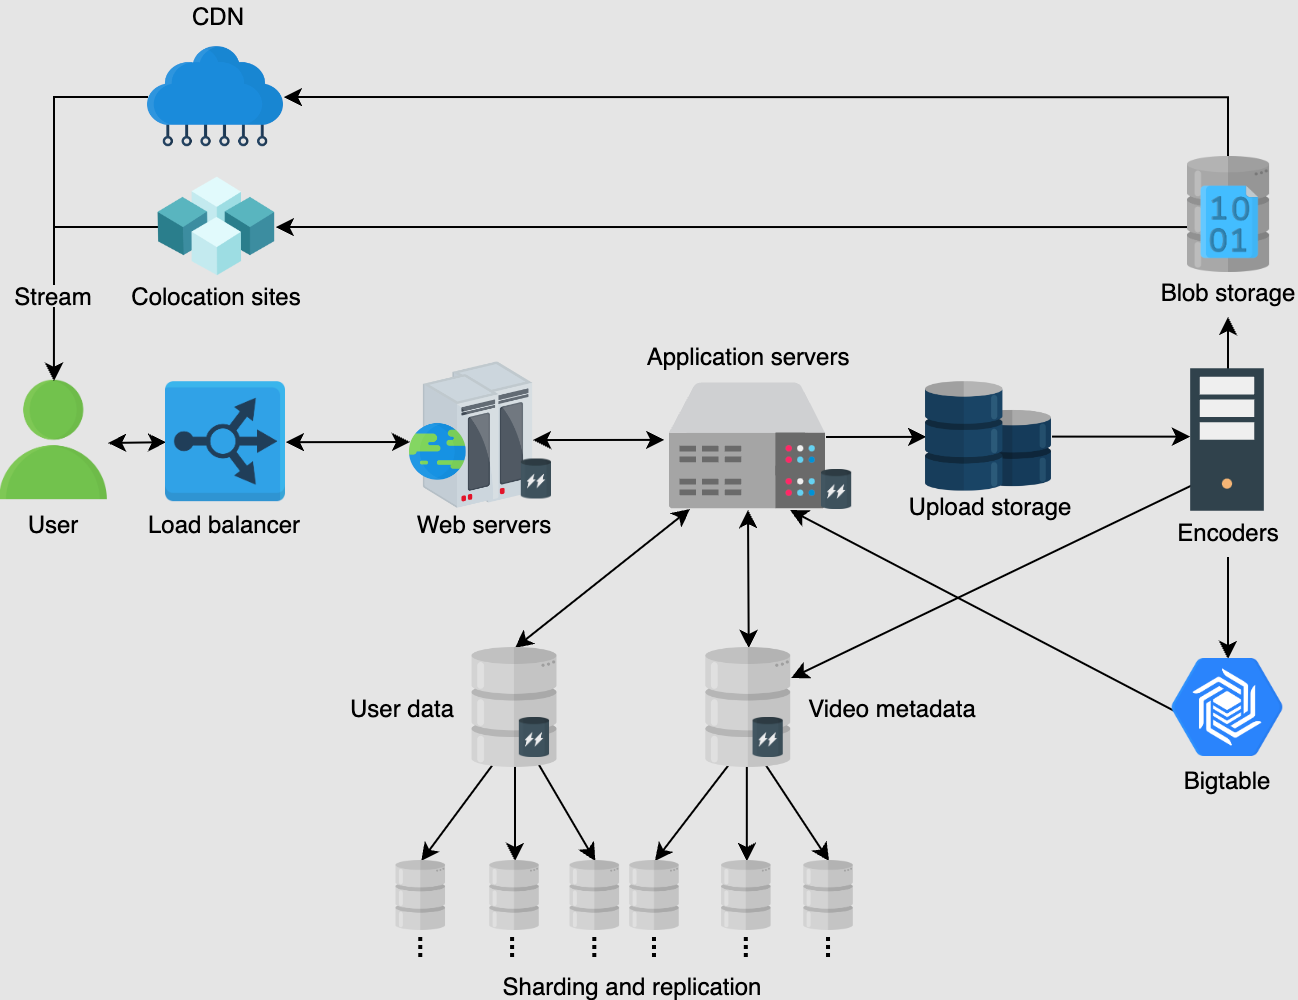 CDN
10
01
Stream
Colocation sites
Blob storage
Application servers
User
Load balancer
Web servers
Upload storage
Encoders
User data
Video metadata
Bigtable
Sharding and replication